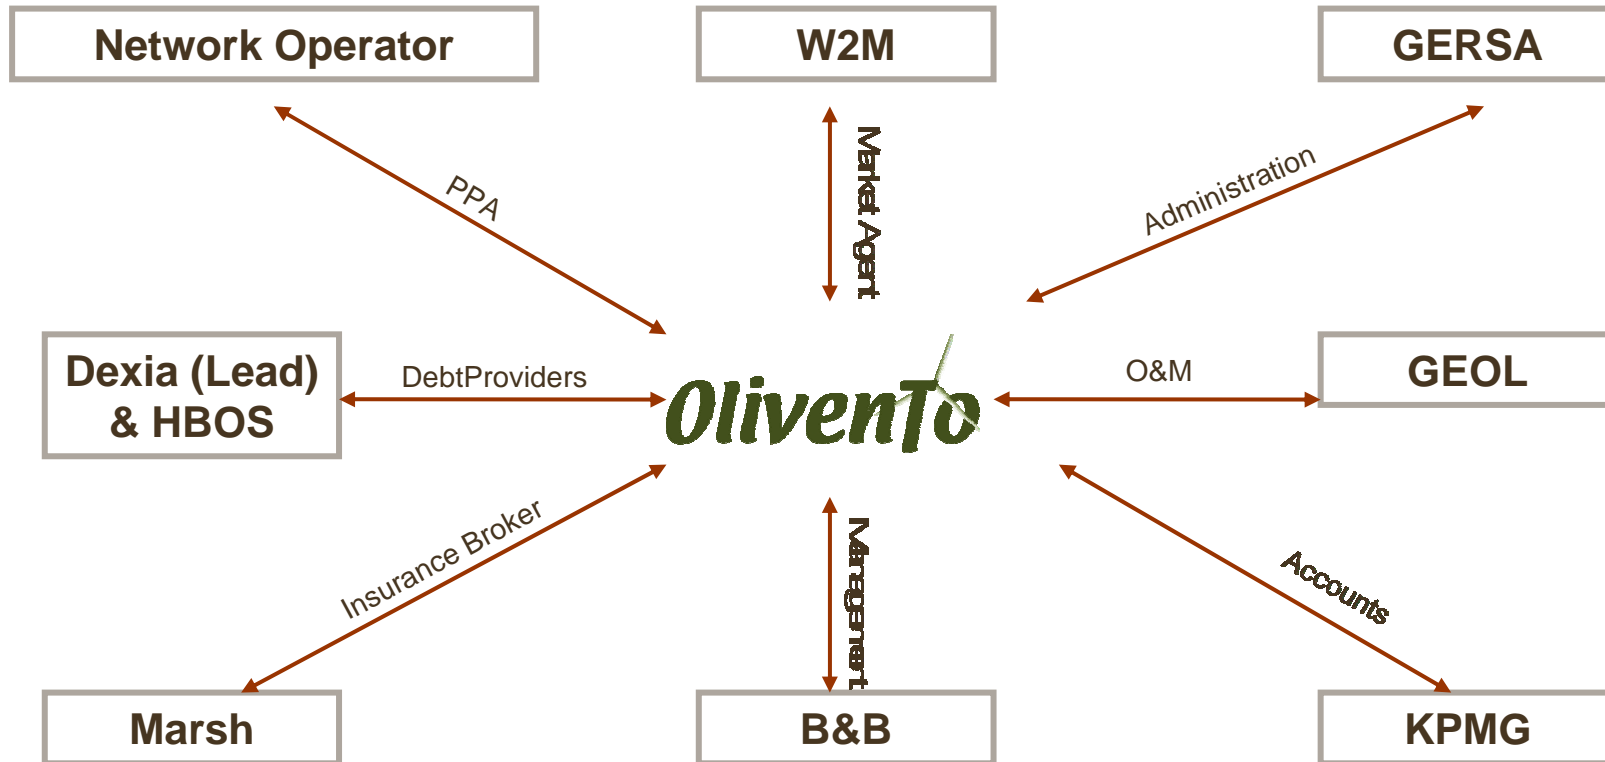 Network Operator
W2M
GERSA
PPA
Market Agent
Administration
Dexia (Lead)
& HBOS
DebtProviders
OlivenTo
O&M
GEOL
Insurance Broker
Management
Accounts
Marsh
B&B
KPMG